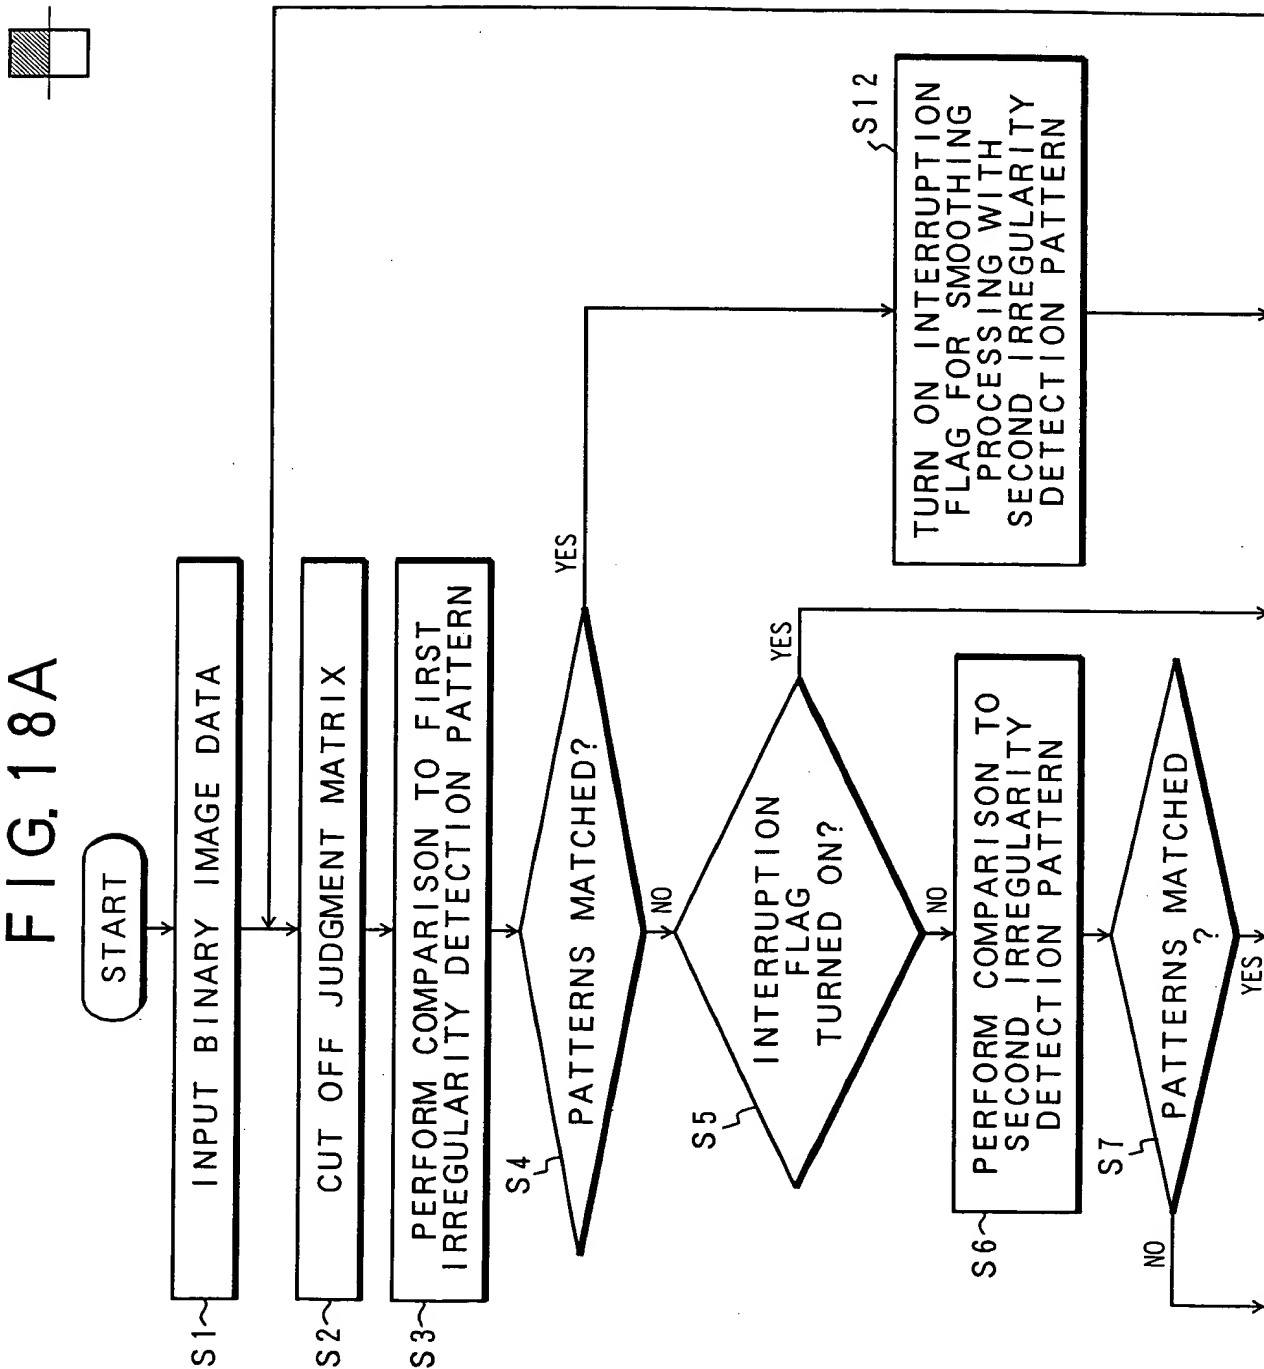 FIG. 18A
START
S1
INPUT BINARY IMAGE DATA
S2
CUT OFF JUDGMENT MATRIX
S3
PERFORM COMPARISON TO FIRST
IRREGULARITY DETECTION PATTERN
S4
PATTERNS MATCHED?
YES
NO
S5
INTERRUPTION
FLAG
TURNED ON?
YES
NO
S12
TURN ON INTERRUPTION
FLAG FOR SMOOTHING
PROCESSING WITH
SECOND IRREGULARITY
DETECTION PATTERN
S6
PERFORM COMPARISON TO
SECOND IRREGULARITY
DETECTION PATTERN
S7
PATTERNS MATCHED
?
NO
YES